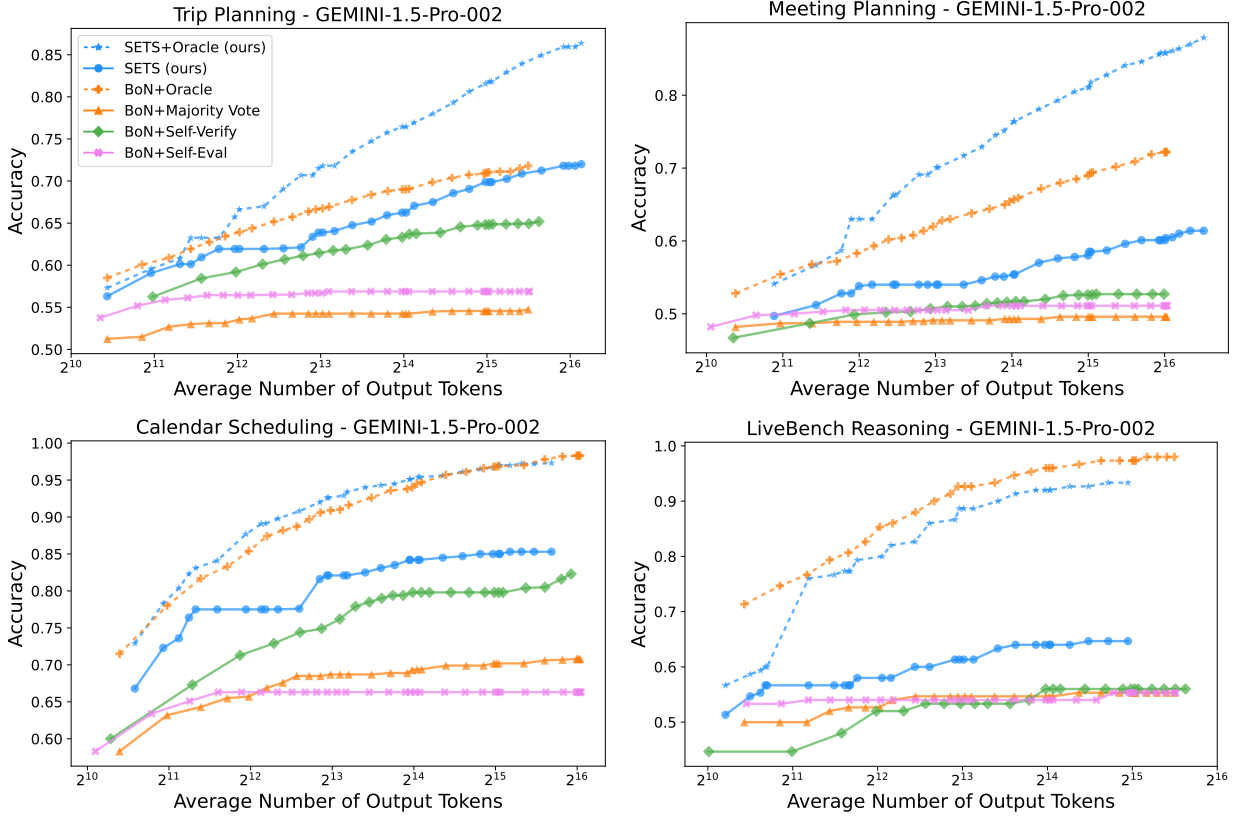 Trip Planning - GEMINI-1.5-Pro-002
SETS+Oracle (ours)
SETS (ours)
BoN+Oracle
BoN+Majority Vote
BoN+Self-Verify
BoN+Self-Eval
Accuracy
0.85
0.80
0.75
0.70
0.65
0.60
0.55
0.50
2^10 2^11 2^12 2^13 2^14 2^15 2^16
Average Number of Output Tokens
Meeting Planning - GEMINI-1.5-Pro-002
Accuracy
0.8
0.7
0.6
0.5
2^10 2^11 2^12 2^13 2^14 2^15 2^16
Average Number of Output Tokens
Calendar Scheduling - GEMINI-1.5-Pro-002
Accuracy
1.00
0.95
0.90
0.85
0.80
0.75
0.70
0.65
0.60
2^10 2^11 2^12 2^13 2^14 2^15 2^16
Average Number of Output Tokens
LiveBench Reasoning - GEMINI-1.5-Pro-002
Accuracy
1.0
0.9
0.8
0.7
0.6
0.5
2^10 2^11 2^12 2^13 2^14 2^15 2^16
Average Number of Output Tokens